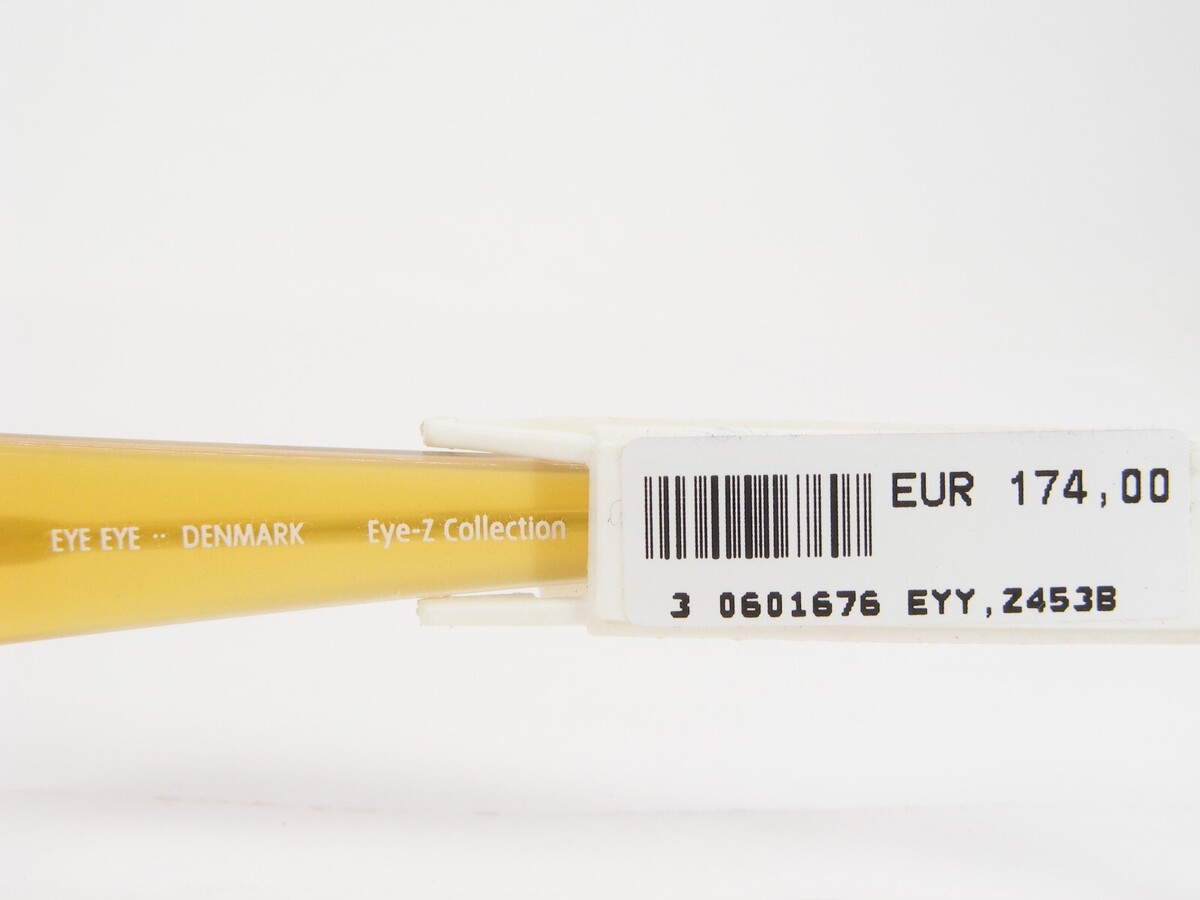 EYE EYE ·· DENMARK Eye-Z Collection
EUR 174,00
3 0601676 EYY,Z453B